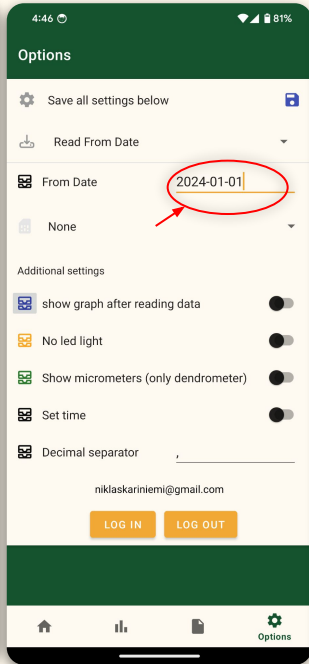 4:46 81%
Options
Save all settings below
Read From Date
From Date 2024-01-01
None
Additional settings
show graph after reading data
No led light
Show micrometers (only dendrometer)
Set time
Decimal separator ,
niklaskariniemi@gmail.com
LOG IN LOG OUT
Options